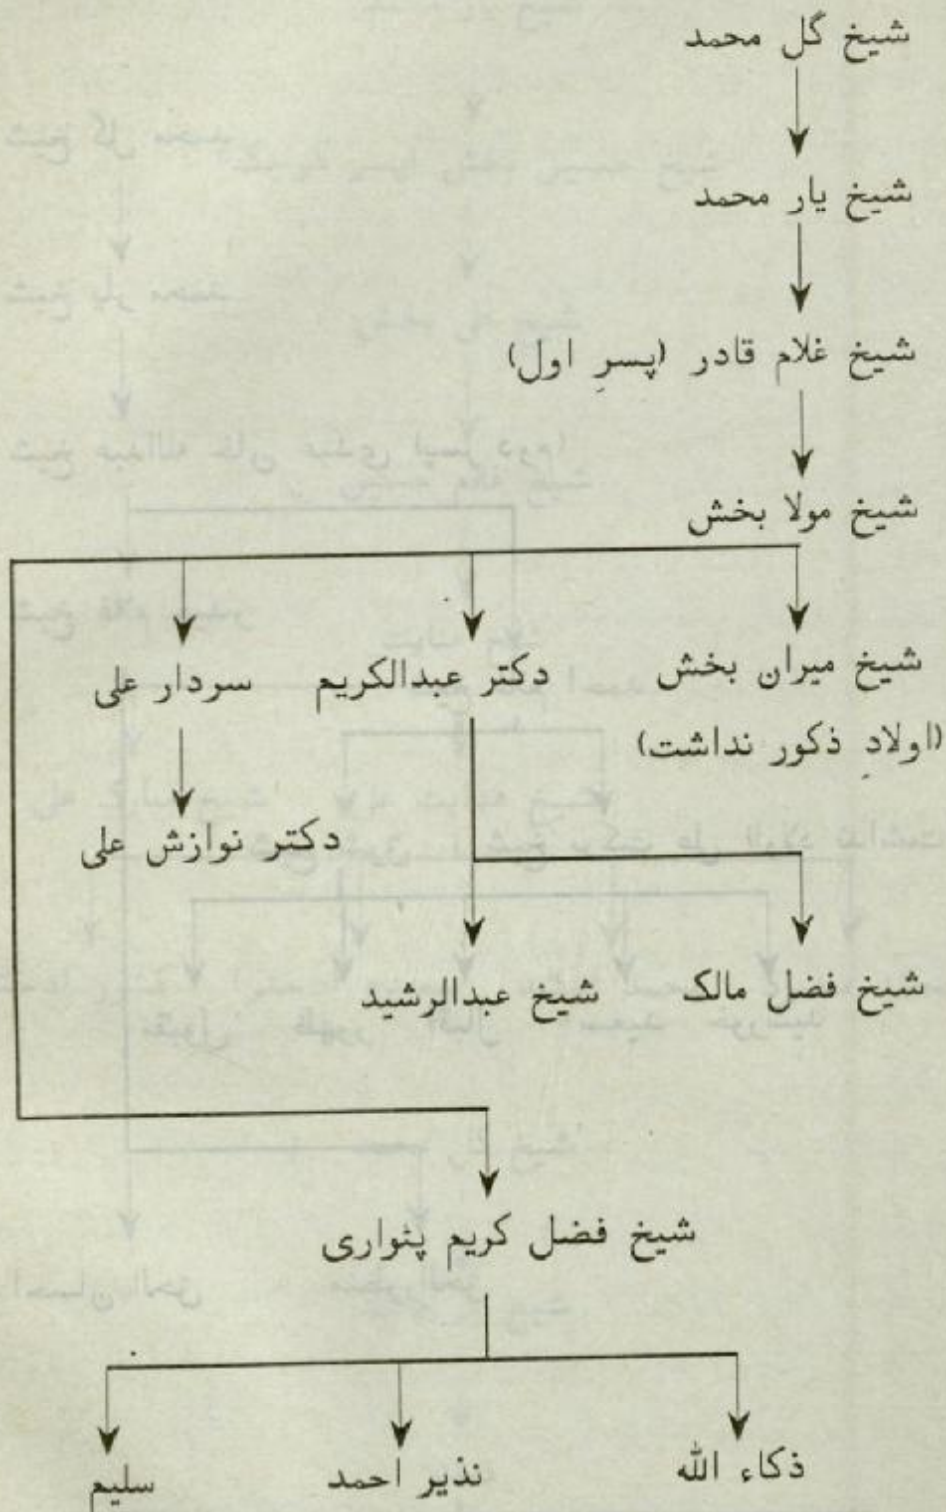 شیخ گل محمد
شیخ یار محمد
شیخ غلام قادر (پسرِ اول)
شیخ مولا بخش
شیخ میران بخش
دکتر عبدالکریم
سردار علی
(اولادِ ذکور نداشت)
دکتر نوازش علی
شیخ فضل مالک
شیخ عبدالرشید
شیخ فضل کریم پٹواری
ذکاء الله
نذیر احمد
سلیم